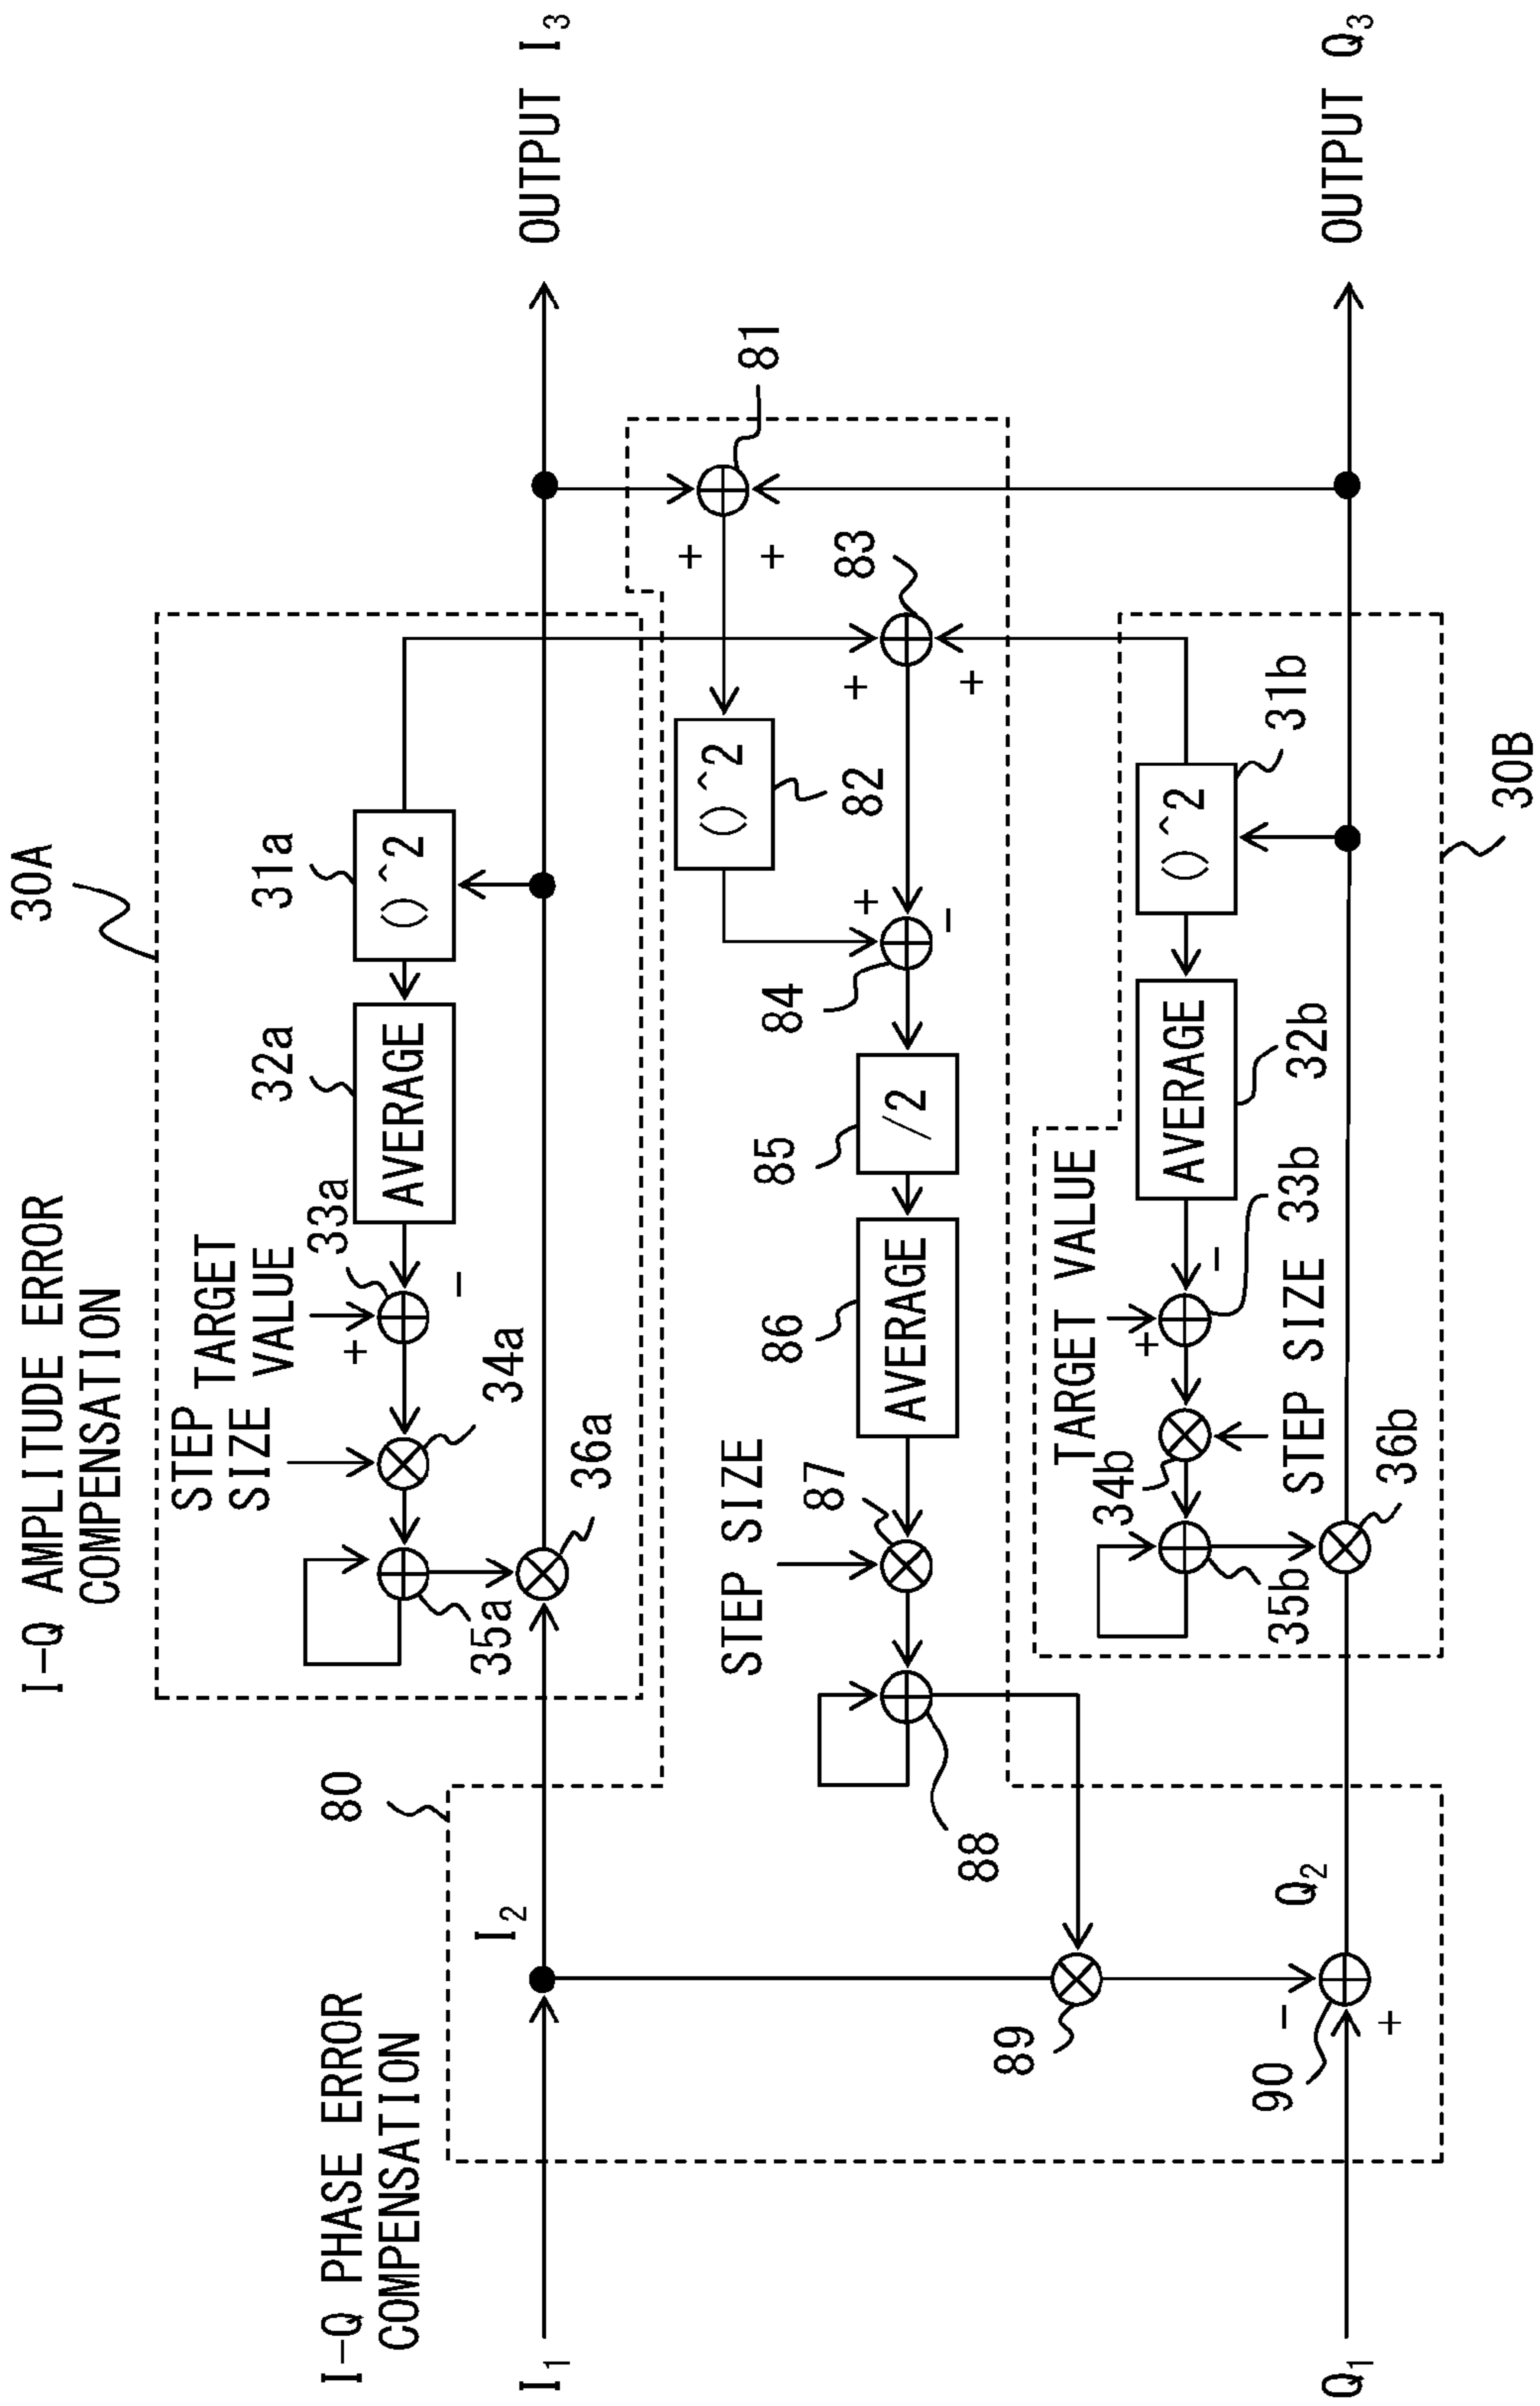 I-Q AMPLITUDE ERROR
COMPENSATION
30A
STEP
SIZE
TARGET
VALUE
33a
32a
31a
AVERAGE
() ^2
+
-
34a
35a
36a
I-Q PHASE ERROR
COMPENSATION
80
I1
I2
OUTPUT I3
81
+
+
() ^2
82
83
+
+
+
-
84
/2
85
AVERAGE
86
STEP SIZE
87
88
89
90
-
+
TARGET VALUE
+
-
AVERAGE
() ^2
31b
32b
33b
34b
STEP SIZE
35b
36b
30B
Q1
Q2
OUTPUT Q3